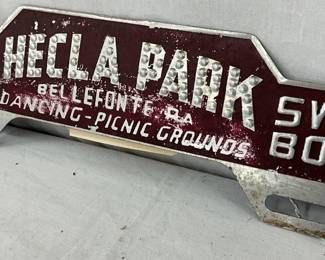 HECLA PARK
BELLEFONTE PA
DANCING-PICNIC GROUNDS
SW
BO